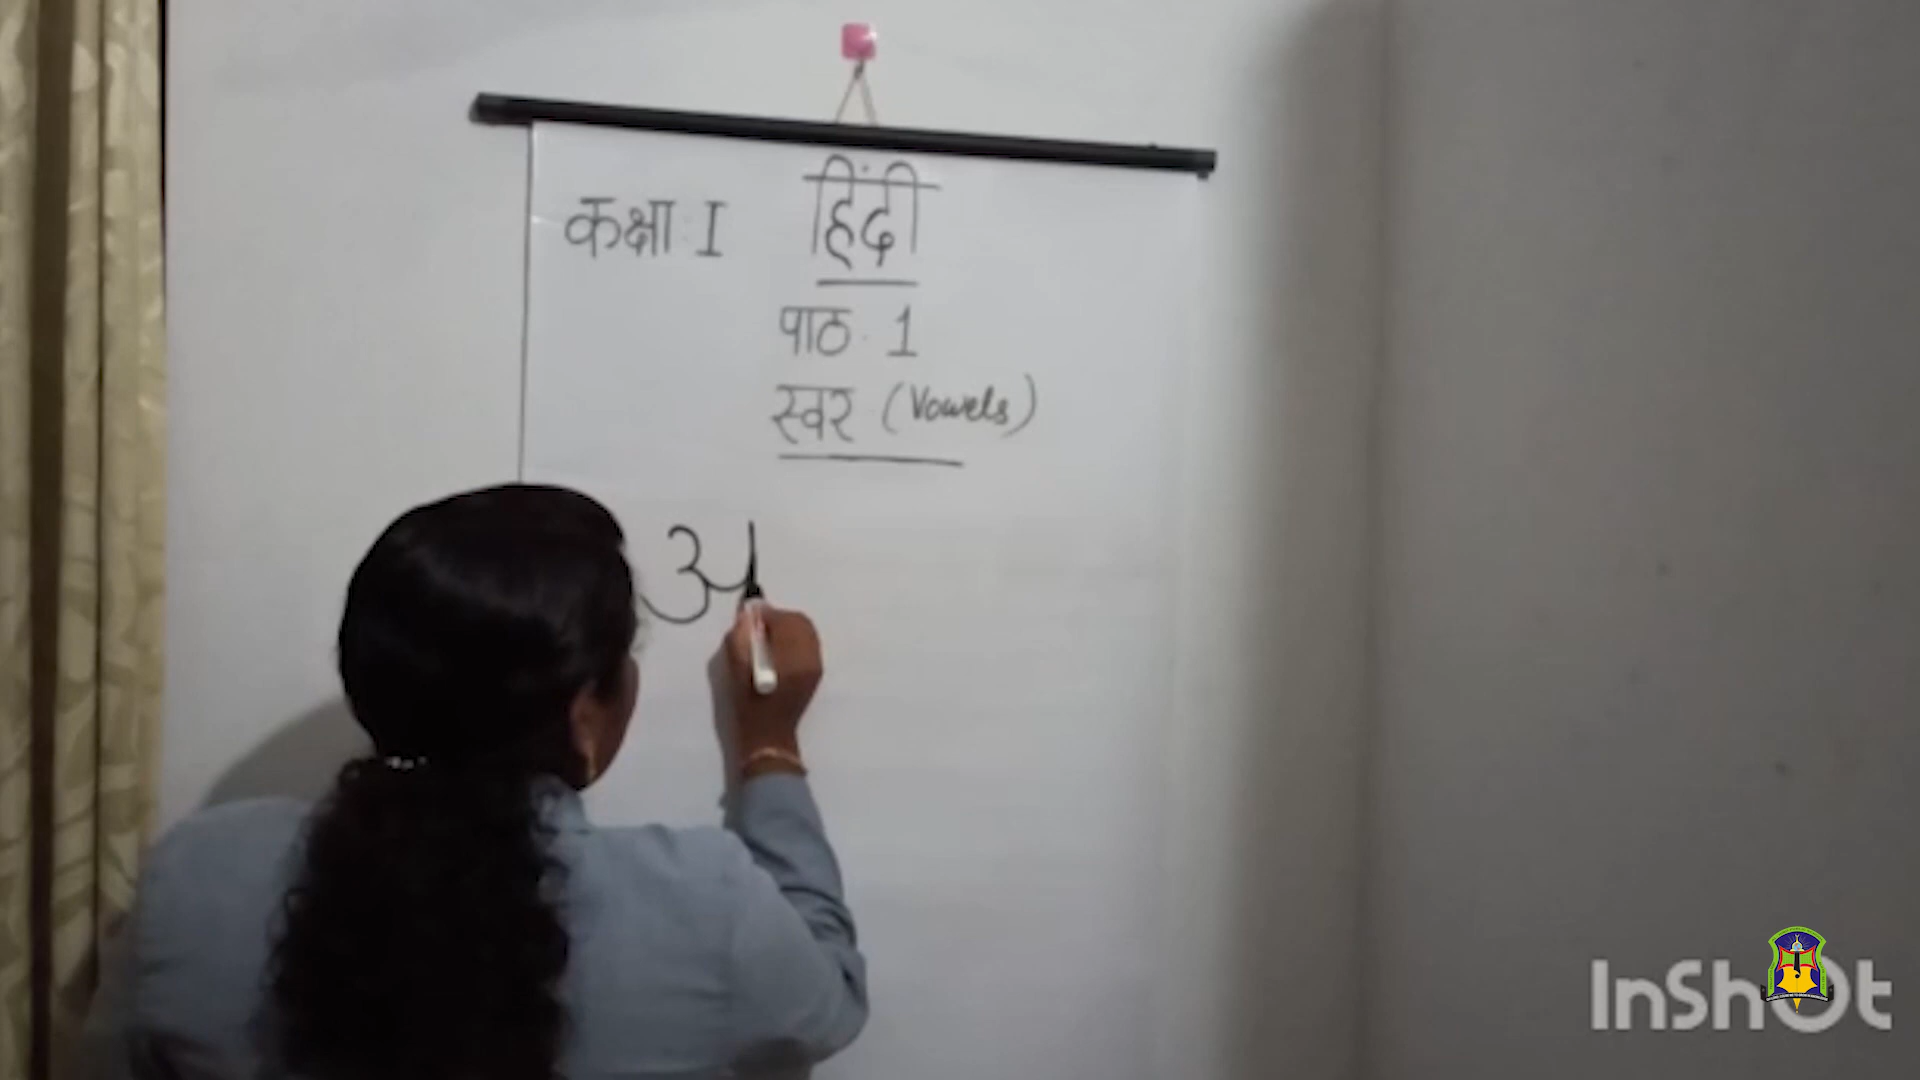 कक्षा I हिंदी
पाठ 1
स्वर (Vowels)
अ
InShOt